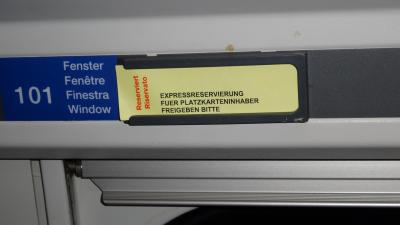 101
Fenster
Fenêtre
Finestra
Window
Reserviert
Riservato
EXPRESSRESERVIERUNG
FUER PLATZKARTENINHABER
FREIGEBEN BITTE